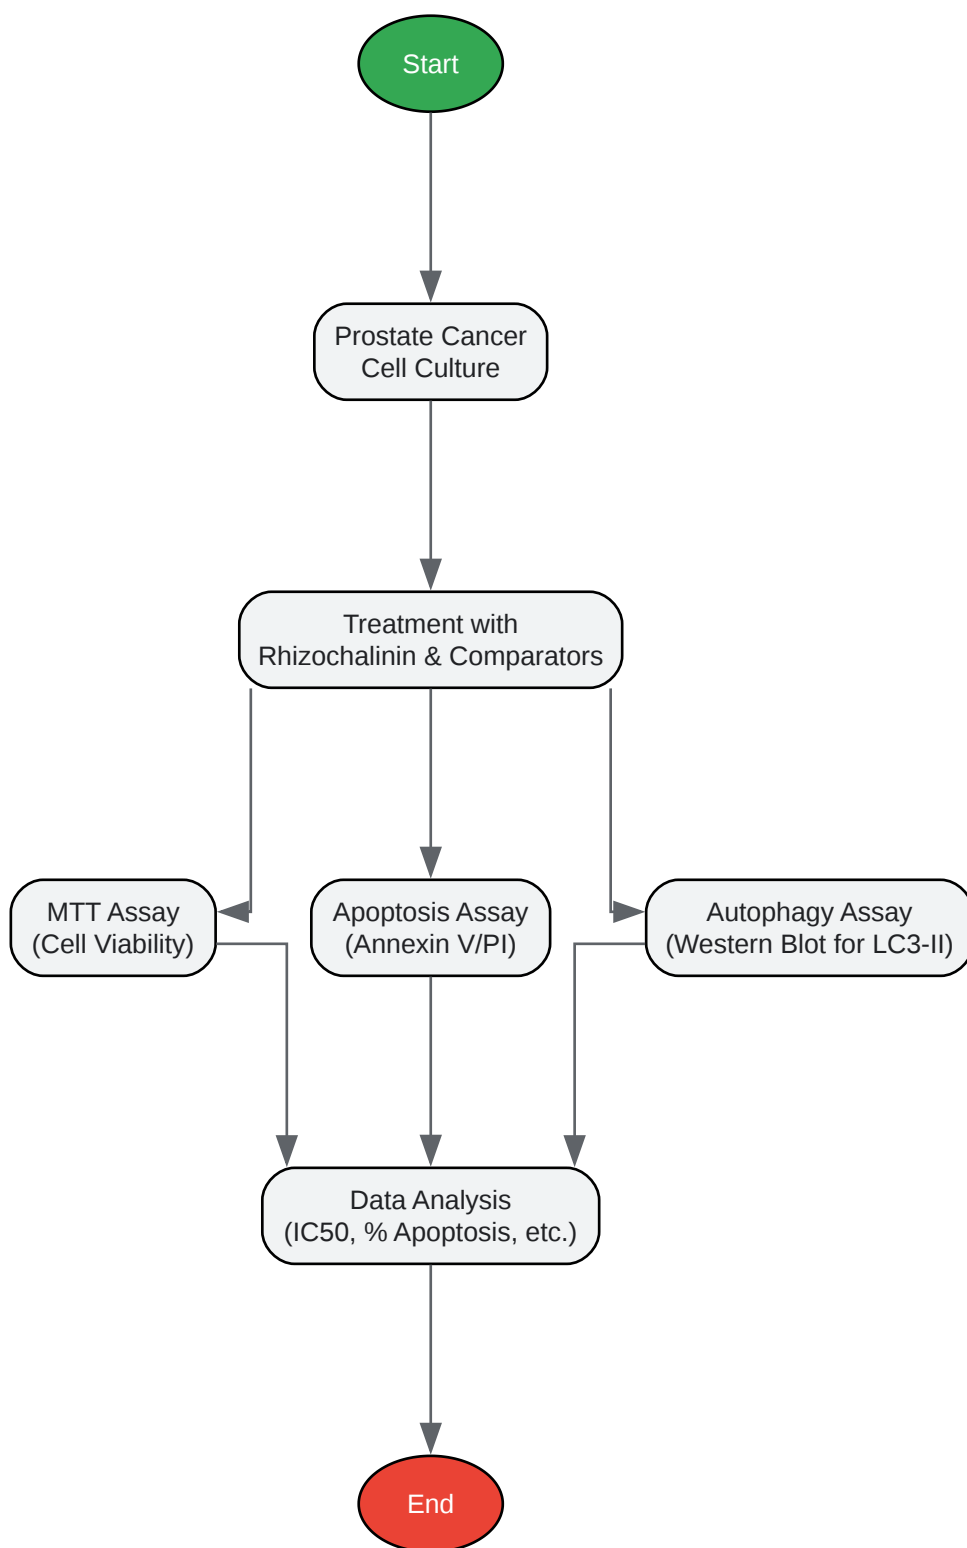 Start
Prostate Cancer
Cell Culture
Treatment with
Rhizochalinin & Comparators
MTT Assay
(Cell Viability)
Apoptosis Assay
(Annexin V/PI)
Autophagy Assay
(Western Blot for LC3-II)
Data Analysis
(IC50, % Apoptosis, etc.)
End